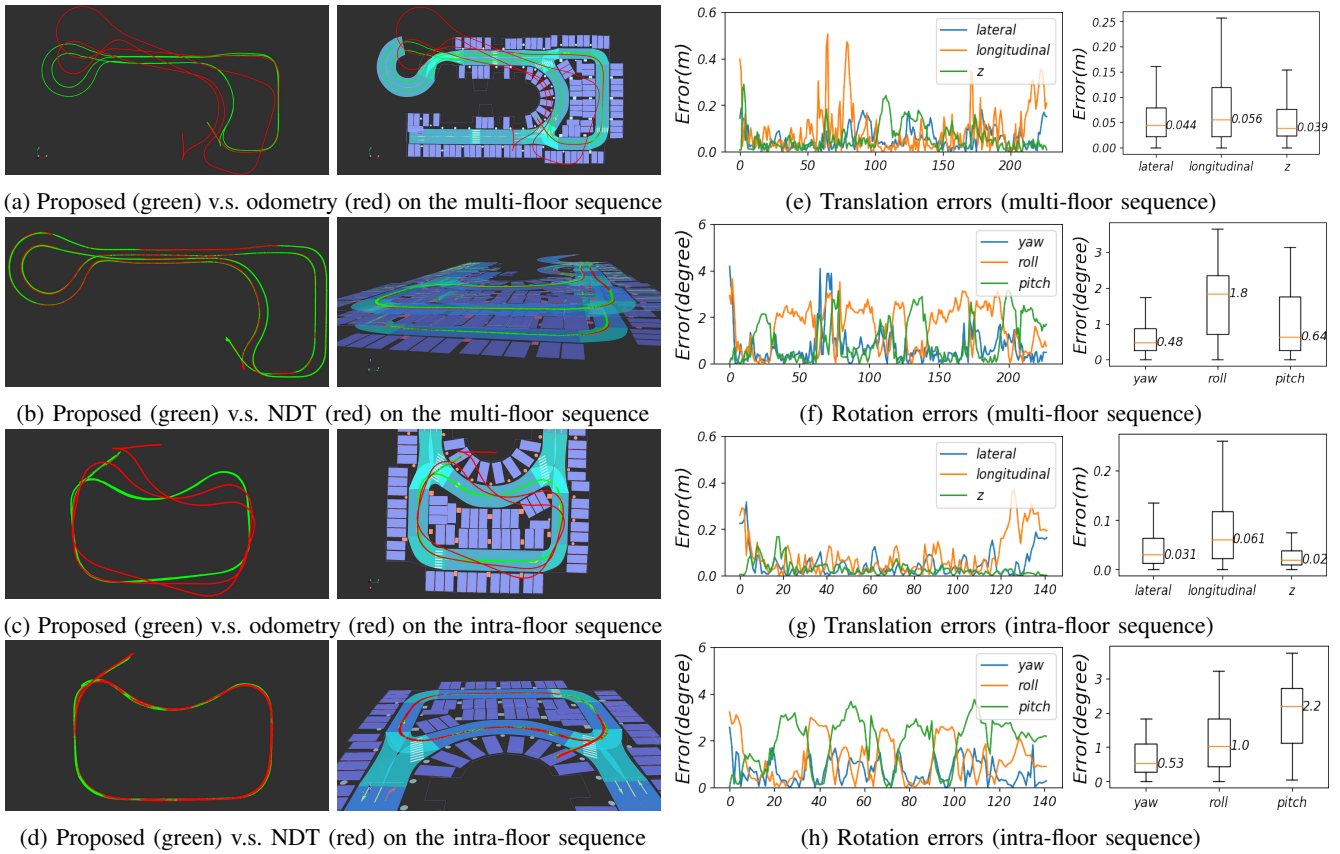 (a) Proposed (green) v.s. odometry (red) on the multi-floor sequence
(b) Proposed (green) v.s. NDT (red) on the multi-floor sequence
(c) Proposed (green) v.s. odometry (red) on the intra-floor sequence
(d) Proposed (green) v.s. NDT (red) on the intra-floor sequence
Error(m)
0.6
0.4
0.2
0.0
lateral
longitudinal
z
0 50 100 150 200
Error(m)
0.25
0.20
0.15
0.10
0.05
0.00
0.044
0.056
0.039
lateral longitudinal z
(e) Translation errors (multi-floor sequence)
Error(degree)
6
4
2
0
yaw
roll
pitch
0 50 100 150 200
Error(degree)
3
2
1
0
0.48
1.8
0.64
yaw roll pitch
(f) Rotation errors (multi-floor sequence)
Error(m)
0.6
0.4
0.2
0.0
lateral
longitudinal
z
0 20 40 60 80 100 120 140
Error(m)
0.2
0.1
0.0
0.031
0.061
0.02
lateral longitudinal z
(g) Translation errors (intra-floor sequence)
Error(degree)
6
4
2
0
yaw
roll
pitch
0 20 40 60 80 100 120 140
Error(degree)
3
2
1
0
0.53
1.0
2.2
yaw roll pitch
(h) Rotation errors (intra-floor sequence)